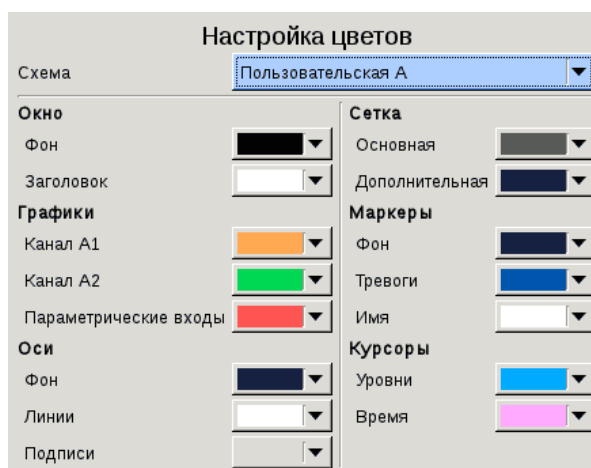 Настройка цветов
Схема
Пользовательская А
Окно
Фон
Заголовок
Графики
Канал А1
Канал А2
Параметрические входы
Оси
Фон
Линии
Подписи
Сетка
Основная
Дополнительная
Маркеры
Фон
Тревоги
Имя
Курсоры
Уровни
Время